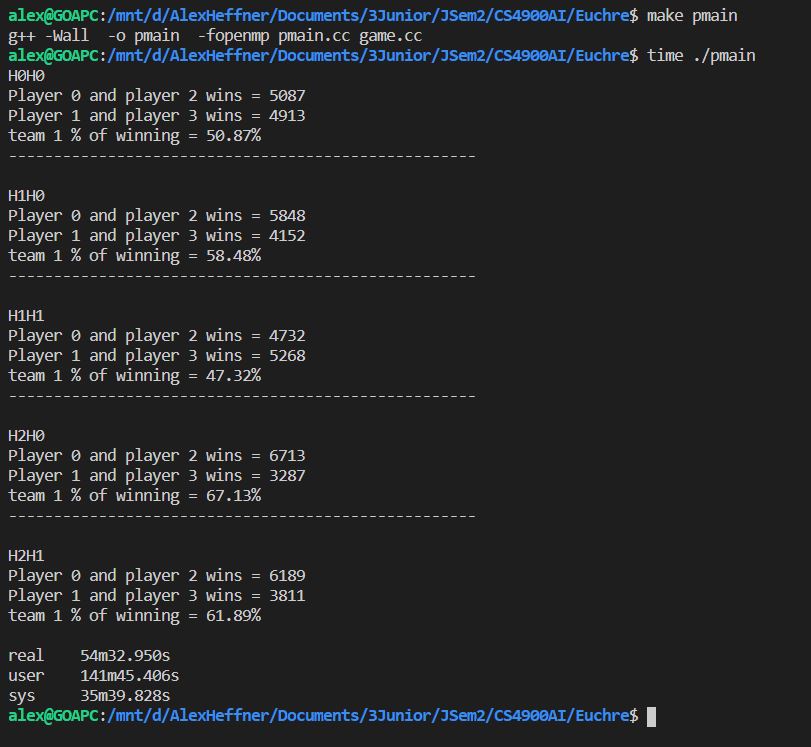 alex@GOAPC:/mnt/d/AlexHeffner/Documents/3Junior/JSem2/CS4900AI/Euchre$ make pmain
g++ -Wall  -o pmain  -fopenmp pmain.cc game.cc
alex@GOAPC:/mnt/d/AlexHeffner/Documents/3Junior/JSem2/CS4900AI/Euchre$ time ./pmain
H0H0
Player 0 and player 2 wins = 5087
Player 1 and player 3 wins = 4913
team 1 % of winning = 50.87%
----------------------------------------------------
H1H0
Player 0 and player 2 wins = 5848
Player 1 and player 3 wins = 4152
team 1 % of winning = 58.48%
----------------------------------------------------
H1H1
Player 0 and player 2 wins = 4732
Player 1 and player 3 wins = 5268
team 1 % of winning = 47.32%
----------------------------------------------------
H2H0
Player 0 and player 2 wins = 6713
Player 1 and player 3 wins = 3287
team 1 % of winning = 67.13%
----------------------------------------------------
H2H1
Player 0 and player 2 wins = 6189
Player 1 and player 3 wins = 3811
team 1 % of winning = 61.89%
real    54m32.950s
user    141m45.406s
sys     35m39.828s
alex@GOAPC:/mnt/d/AlexHeffner/Documents/3Junior/JSem2/CS4900AI/Euchre$